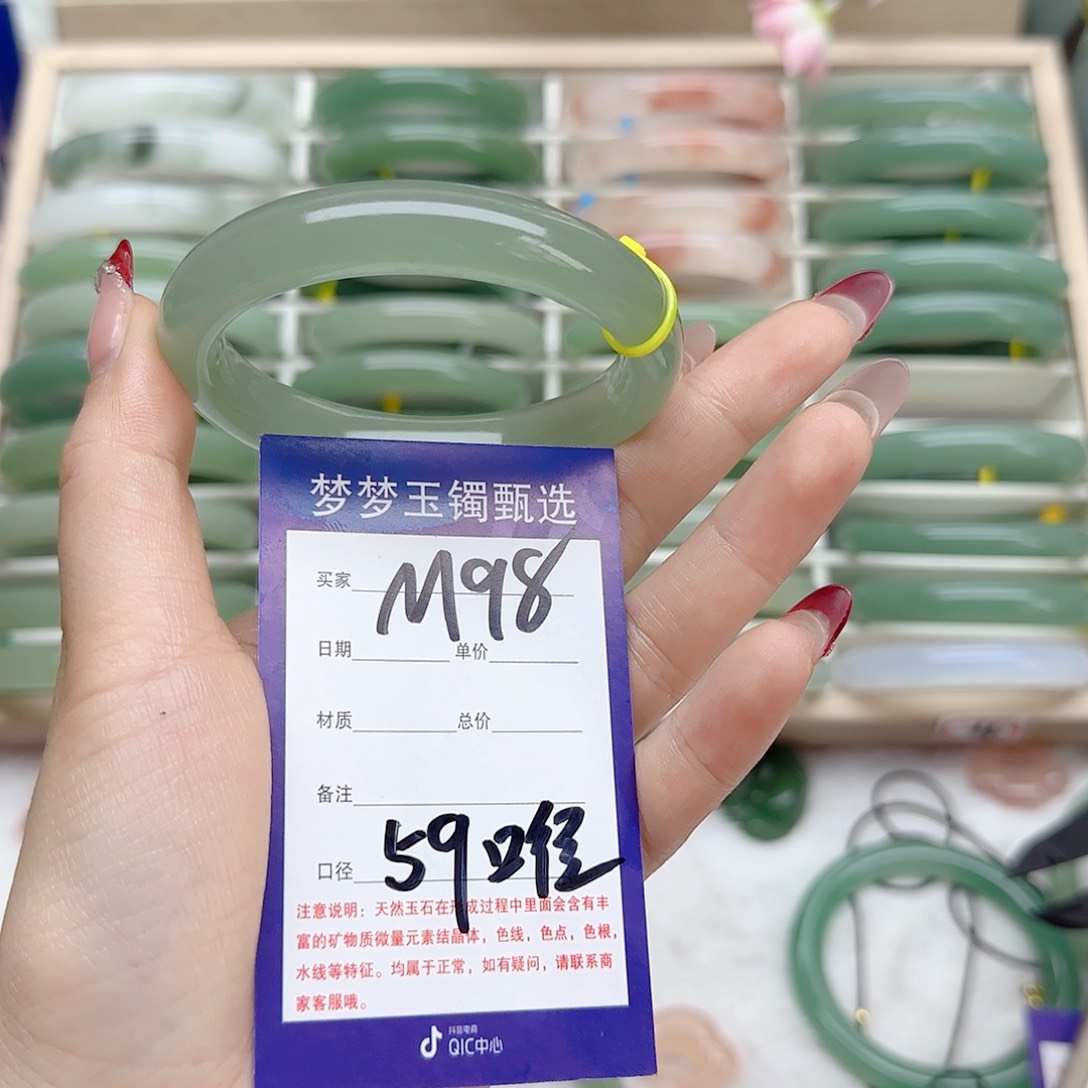 梦梦玉镯甄选
买家 M98
日期 单价
材质 总价
备注
口径 59口径
注意说明：天然玉石在形成过程中里面会含有丰
富的矿物质微量元素结晶体，色线，色点，色根，
水线等特征。均属于正常，如有疑问，请联系商
家客服哦。
抖音电商
QIC中心